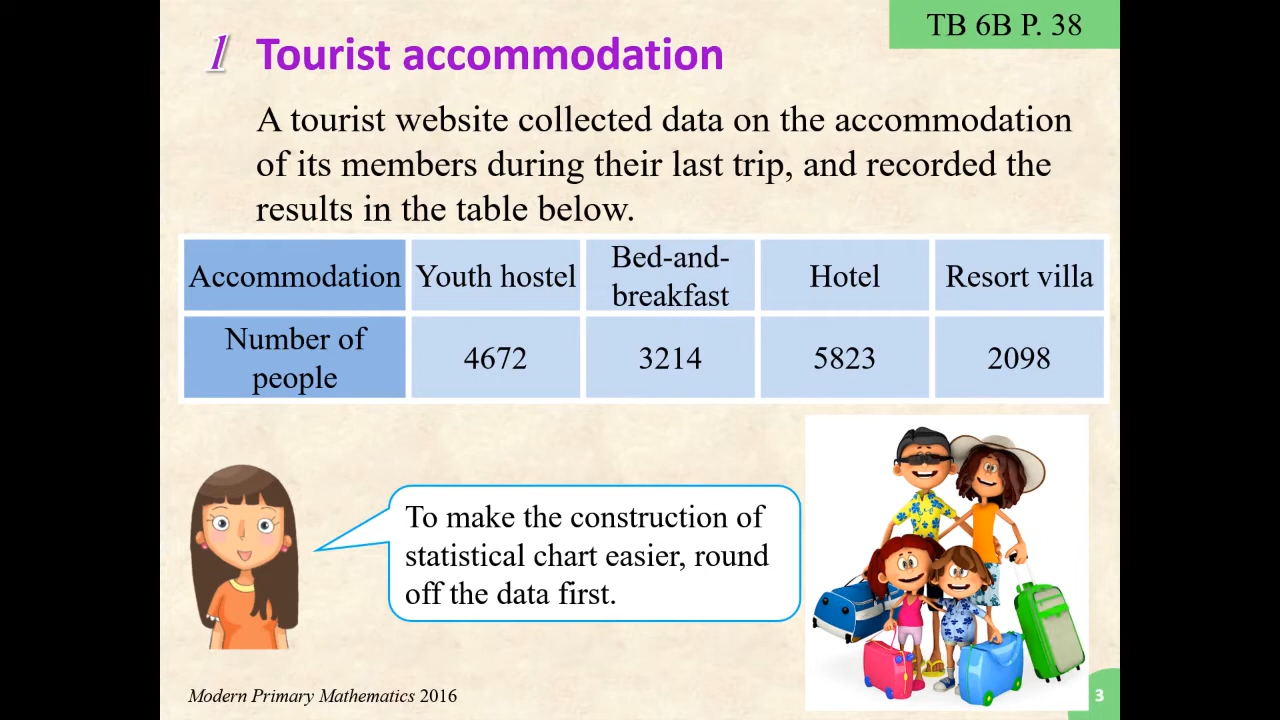 TB 6B P. 38
1 Tourist accommodation
A tourist website collected data on the accommodation
of its members during their last trip, and recorded the
results in the table below.
Accommodation Youth hostel Bed-and-breakfast Hotel Resort villa
Number of people 4672 3214 5823 2098
To make the construction of
statistical chart easier, round
off the data first.
Modern Primary Mathematics 2016
3